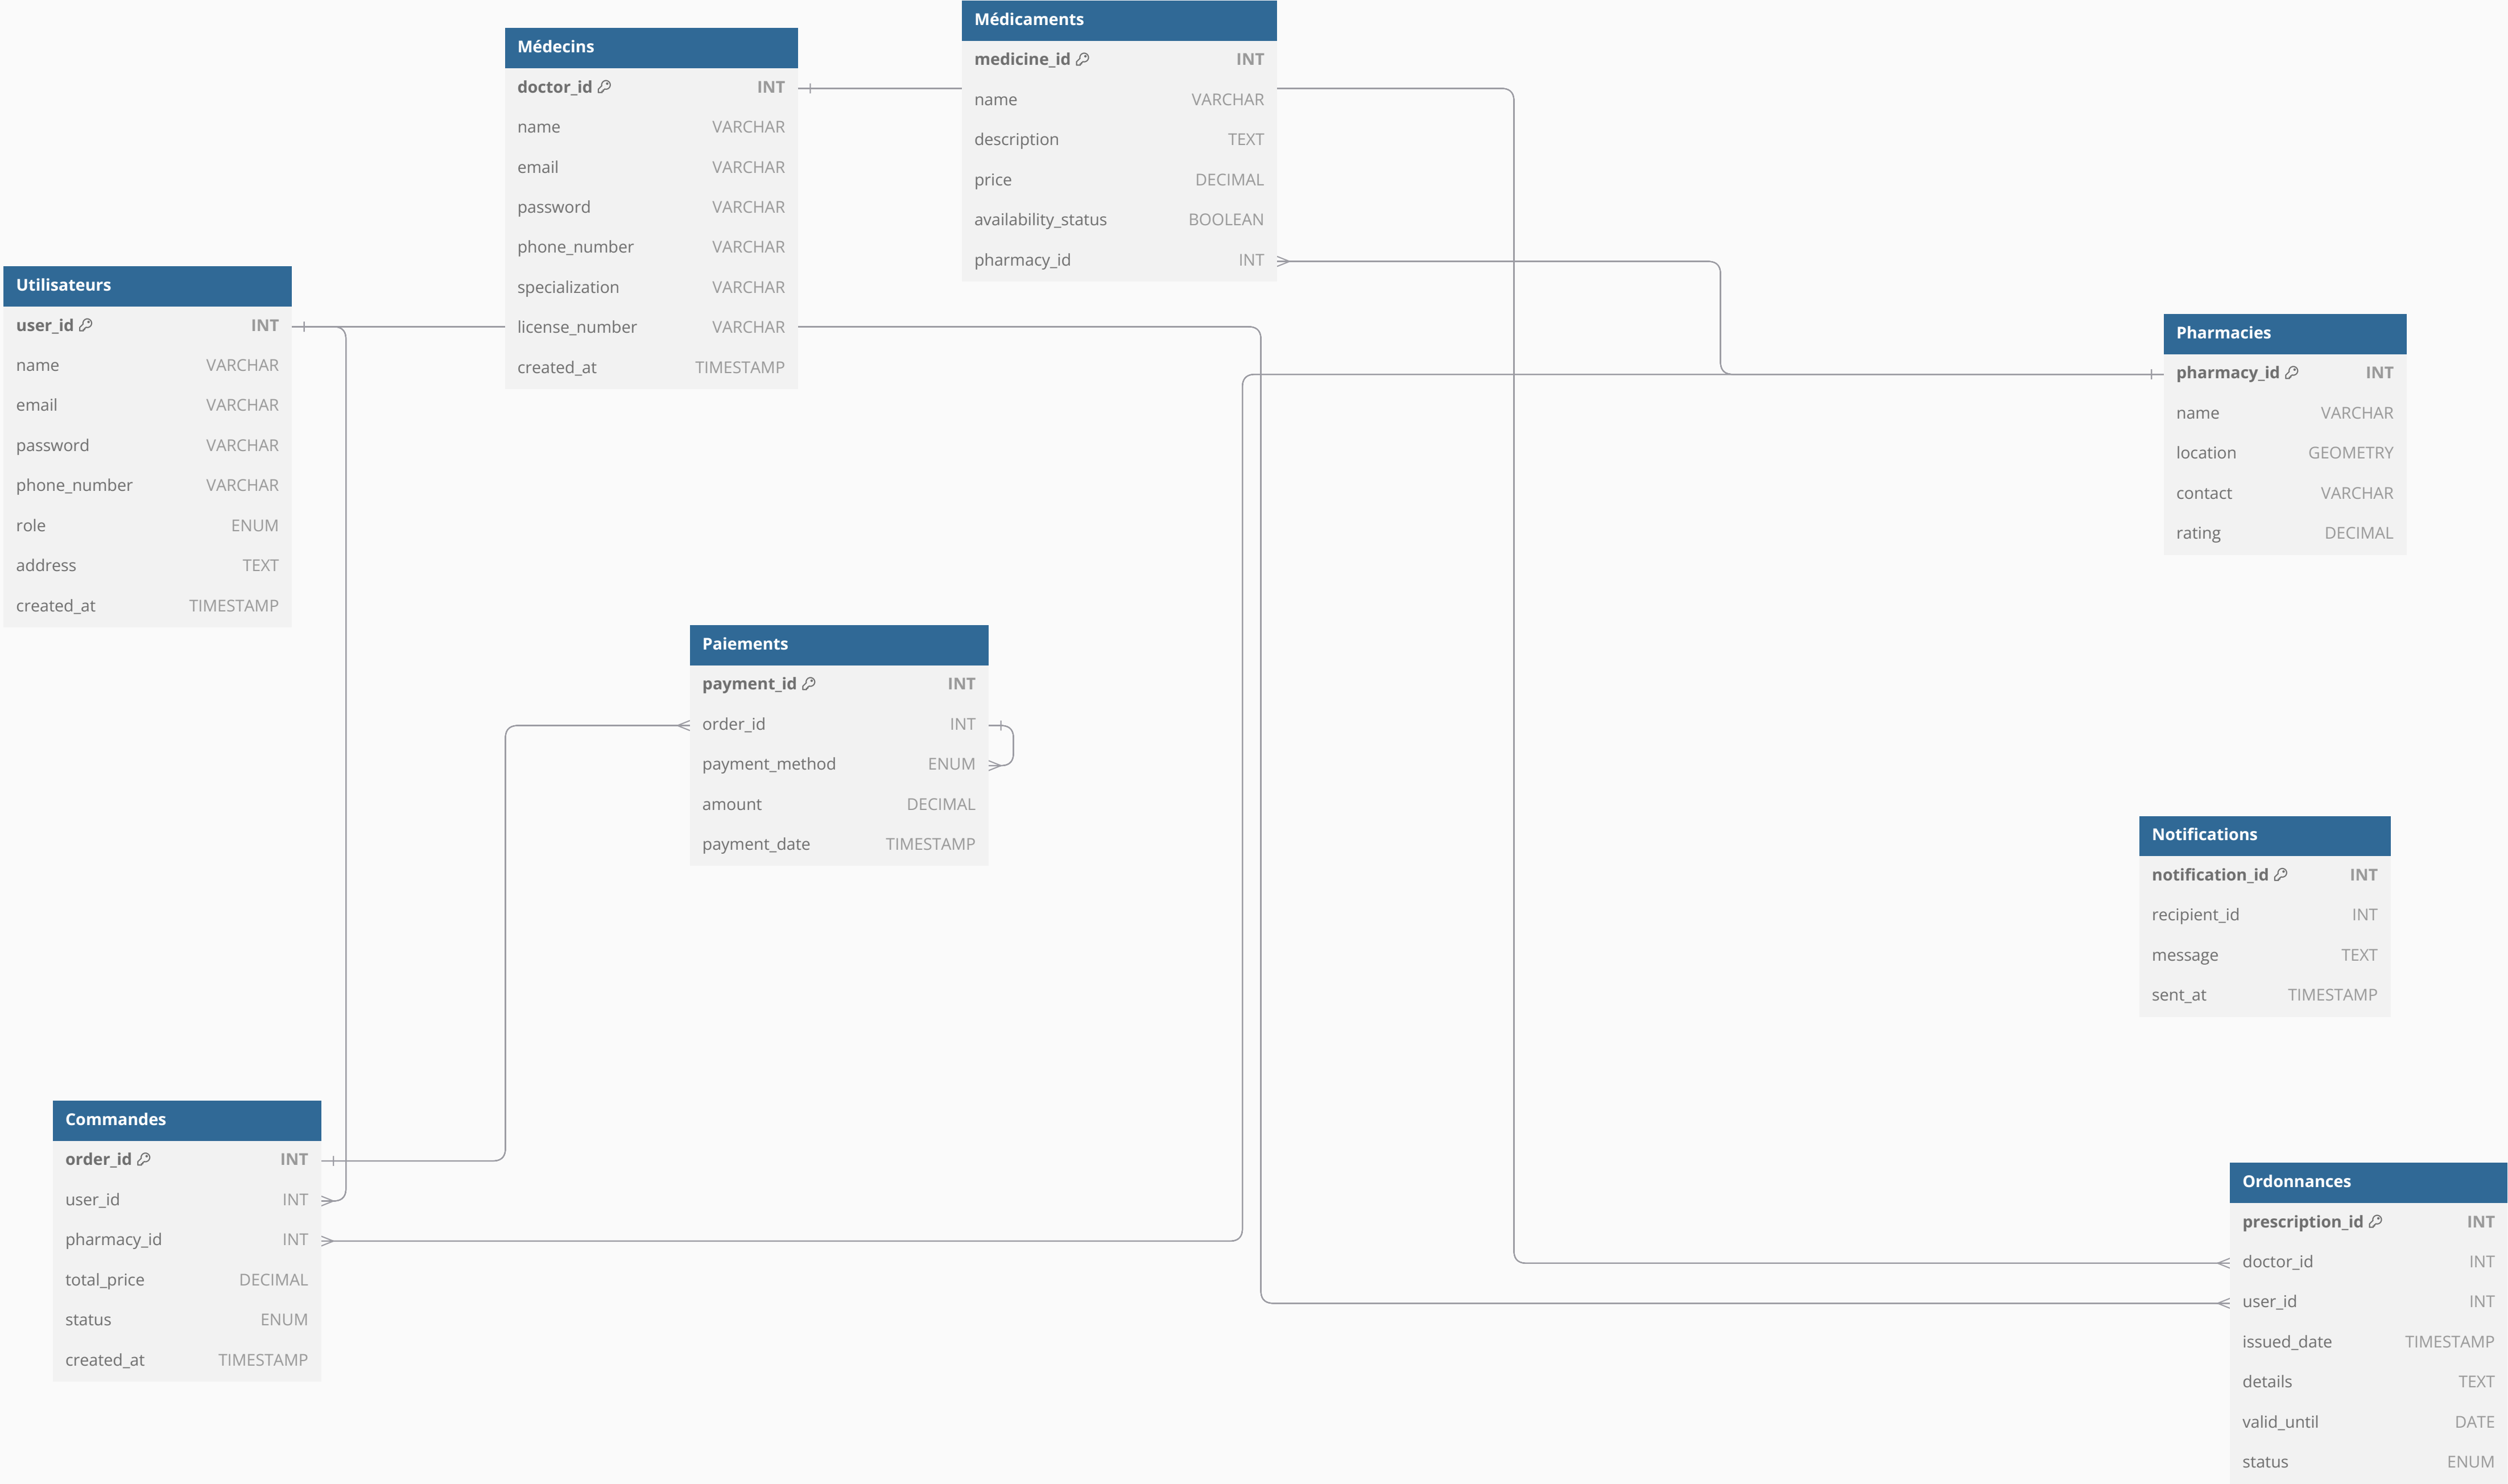 Médicaments
medicine_id INT
name VARCHAR
description TEXT
price DECIMAL
availability_status BOOLEAN
pharmacy_id INT
Médecins
doctor_id INT
name VARCHAR
email VARCHAR
password VARCHAR
phone_number VARCHAR
specialization VARCHAR
license_number VARCHAR
created_at TIMESTAMP
Utilisateurs
user_id INT
name VARCHAR
email VARCHAR
password VARCHAR
phone_number VARCHAR
role ENUM
address TEXT
created_at TIMESTAMP
Pharmacies
pharmacy_id INT
name VARCHAR
location GEOMETRY
contact VARCHAR
rating DECIMAL
Paiements
payment_id INT
order_id INT
payment_method ENUM
amount DECIMAL
payment_date TIMESTAMP
Notifications
notification_id INT
recipient_id INT
message TEXT
sent_at TIMESTAMP
Commandes
order_id INT
user_id INT
pharmacy_id INT
total_price DECIMAL
status ENUM
created_at TIMESTAMP
Ordonnances
prescription_id INT
doctor_id INT
user_id INT
issued_date TIMESTAMP
details TEXT
valid_until DATE
status ENUM